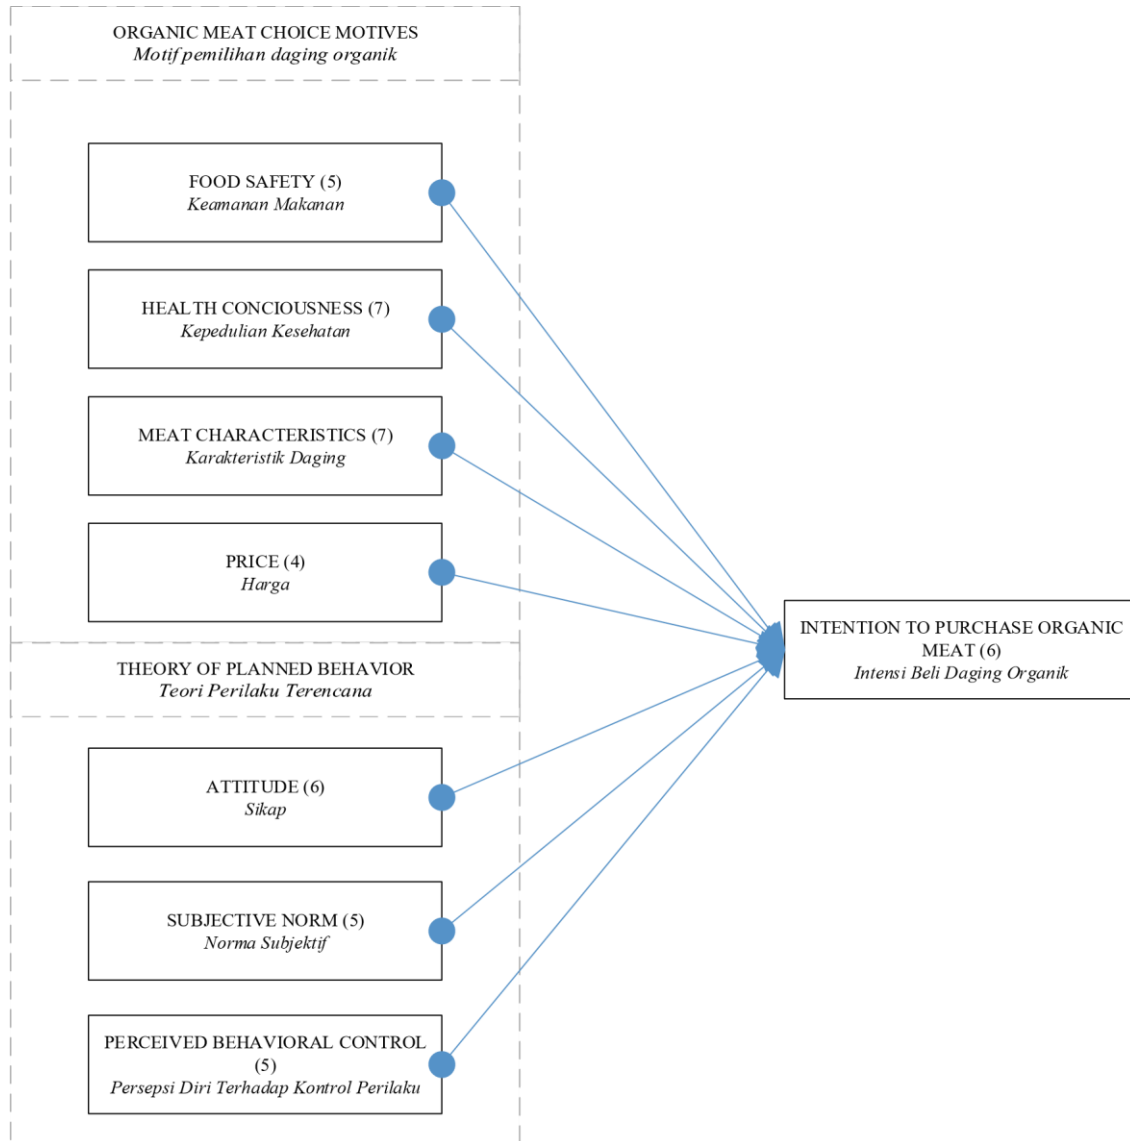 ORGANIC MEAT CHOICE MOTIVES
Motif pemilihan daging organik
FOOD SAFETY (5)
Keamanan Makanan
HEALTH CONCIOUSNESS (7)
Kepedulian Kesehatan
MEAT CHARACTERISTICS (7)
Karakteristik Daging
PRICE (4)
Harga
THEORY OF PLANNED BEHAVIOR
Teori Perilaku Terencana
ATTITUDE (6)
Sikap
SUBJECTIVE NORM (5)
Norma Subjektif
PERCEIVED BEHAVIORAL CONTROL
(5)
Persepsi Diri Terhadap Kontrol Perilaku
INTENTION TO PURCHASE ORGANIC
MEAT (6)
Intensi Beli Daging Organik